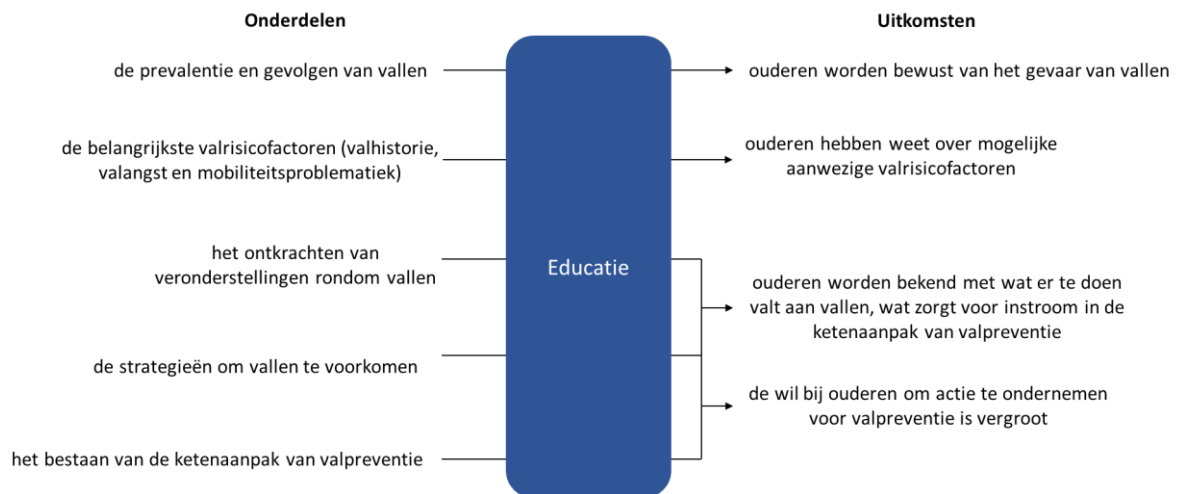 Onderdelen
de prevalentie en gevolgen van vallen
de belangrijkste valrisicofactoren (valhistorie,
valangst en mobiliteitsproblematiek)
het ontkrachten van
veronderstellingen rondom vallen
de strategieën om vallen te voorkomen
het bestaan van de ketenaanpak van valpreventie
Educatie
Uitkomsten
ouderen worden bewust van het gevaar van vallen
ouderen hebben weet over mogelijke
aanwezige valrisicofactoren
ouderen worden bekend met wat er te doen
valt aan vallen, wat zorgt voor instroom in de
ketenaanpak van valpreventie
de wil bij ouderen om actie te ondernemen
voor valpreventie is vergroot